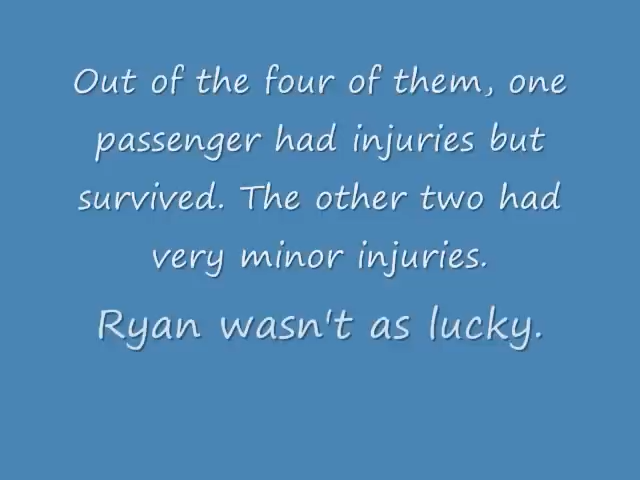 Out of the four of them, one
passenger had injuries but
survived. The other two had
very minor injuries.
Ryan wasn't as lucky.